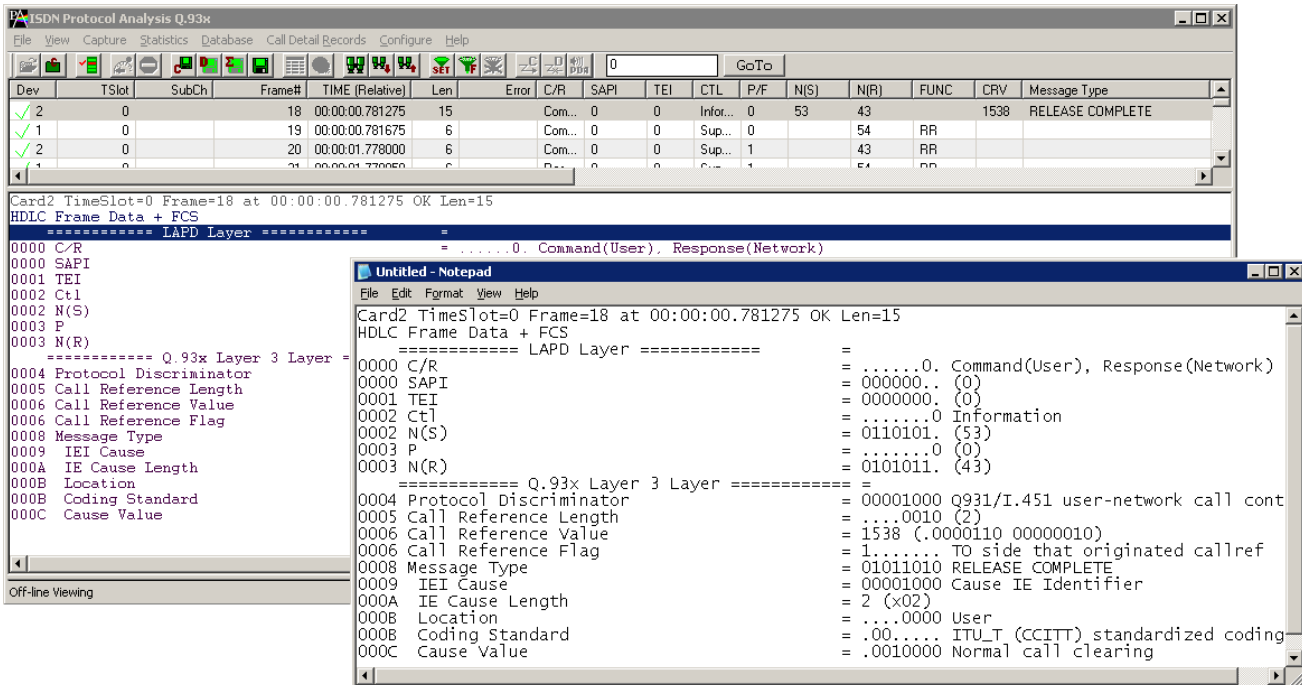 ISDN Protocol Analysis Q.93x
File View Capture Statistics Database Call Detail Records Configure Help
SET F PDA 0 GoTo
Dev TSlot SubCh Frame# TIME (Relative) Len Error C/R SAPI TEI CTL P/F N(S) N(R) FUNC CRV Message Type
2 0 18 00:00:00.781275 15 Com... 0 0 Infor... 0 53 43 1538 RELEASE COMPLETE
1 0 19 00:00:00.781675 6 Com... 0 0 Sup... 0 54 RR
2 0 20 00:00:01.778000 6 Com... 0 0 Sup... 1 43 RR
Card2 TimeSlot=0 Frame=18 at 00:00:00.781275 OK Len=15
HDLC Frame Data + FCS
============ LAPD Layer ============ =
0000 C/R = ......0. Command(User), Response(Network)
0000 SAPI
0001 TEI
0002 Ctl
0002 N(S)
0003 P
0003 N(R)
============ Q.93x Layer 3 Layer =
0004 Protocol Discriminator
0005 Call Reference Length
0006 Call Reference Value
0006 Call Reference Flag
0008 Message Type
0009 IEI Cause
000A IE Cause Length
000B Location
000B Coding Standard
000C Cause Value
Off-line Viewing
Untitled - Notepad
File Edit Format View Help
Card2 TimeSlot=0 Frame=18 at 00:00:00.781275 OK Len=15
HDLC Frame Data + FCS
============ LAPD Layer ============ =
0000 C/R = ......0. Command(User), Response(Network)
0000 SAPI = 000000.. (0)
0001 TEI = 0000000. (0)
0002 Ctl = .......0 Information
0002 N(S) = 0110101. (53)
0003 P = .......0 (0)
0003 N(R) = 0101011. (43)
============ Q.93x Layer 3 Layer ============ =
0004 Protocol Discriminator = 00001000 Q931/I.451 user-network call cont
0005 Call Reference Length = ....0010 (2)
0006 Call Reference Value = 1538 (.0000110 00000010)
0006 Call Reference Flag = 1....... TO side that originated callref
0008 Message Type = 01011010 RELEASE COMPLETE
0009 IEI Cause = 00001000 Cause IE Identifier
000A IE Cause Length = 2 (x02)
000B Location = ....0000 User
000B Coding Standard = .00..... ITU_T (CCITT) standardized coding
000C Cause Value = .0010000 Normal call clearing